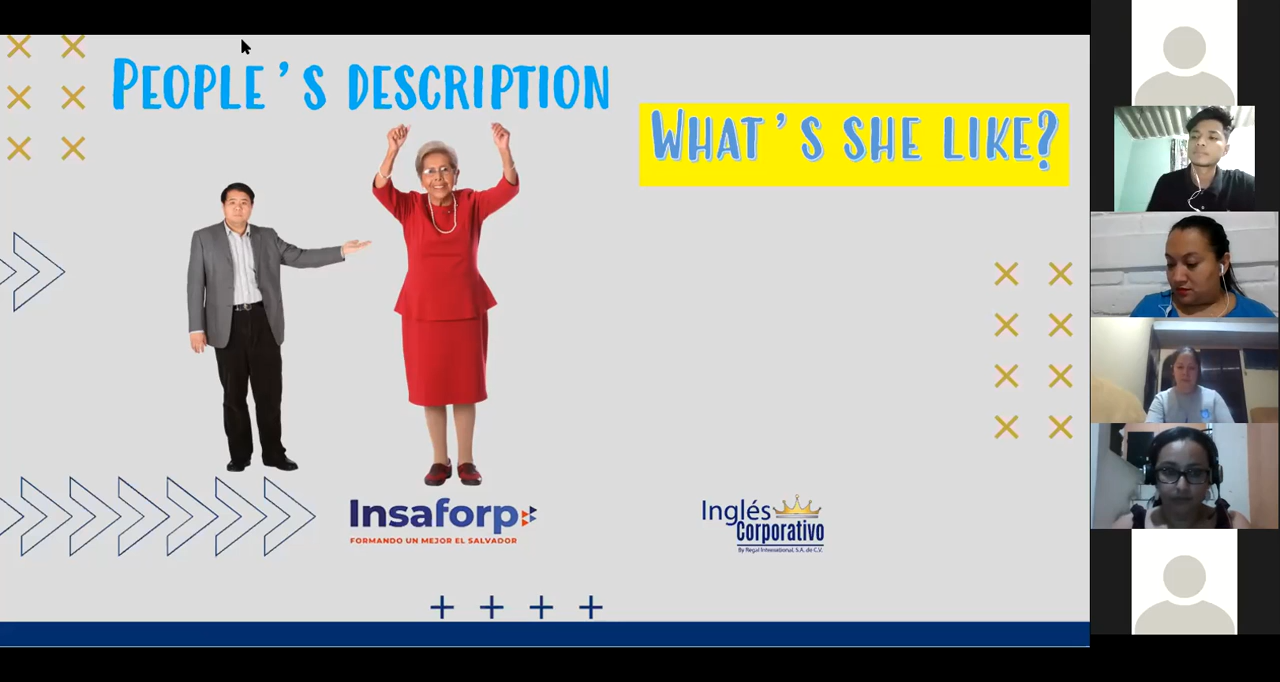 PEOPLE'S DESCRIPTION
WHAT'S SHE LIKE?
Insaforp
FORMANDO UN MEJOR EL SALVADOR
Inglés
Corporativo
By Regal International, S.A. de C.V.